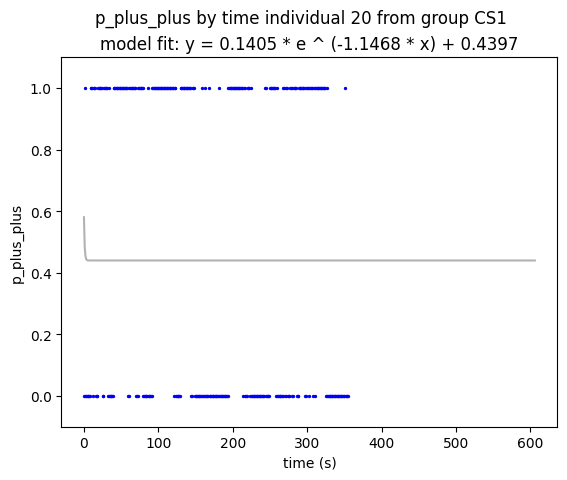 p_plus_plus by time individual 20 from group CS1
model fit: y = 0.1405 * e ^ (-1.1468 * x) + 0.4397
1.0
0.8
0.6
0.4
0.2
0.0
p_plus_plus
0 100 200 300 400 500 600
time (s)